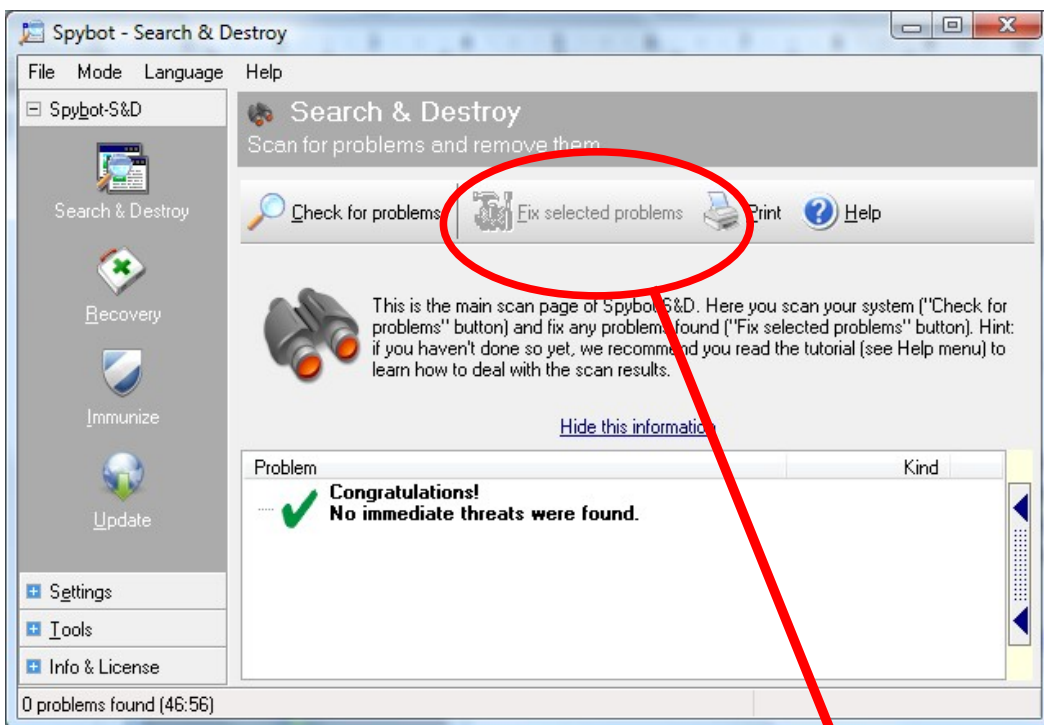 Spybot - Search & Destroy
File Mode Language Help
Spybot-S&D
Search & Destroy
Recovery
Immunize
Update
Settings
Tools
Info & License
Search & Destroy
Scan for problems and remove them
Check for problems Fix selected problems Print Help
This is the main scan page of Spybot-S&D. Here you scan your system ("Check for
problems" button) and fix any problems found ("Fix selected problems" button). Hint:
if you haven't done so yet, we recommend you read the tutorial (see Help menu) to
learn how to deal with the scan results.
Hide this information
Problem Kind
Congratulations!
No immediate threats were found.
0 problems found (46:56)